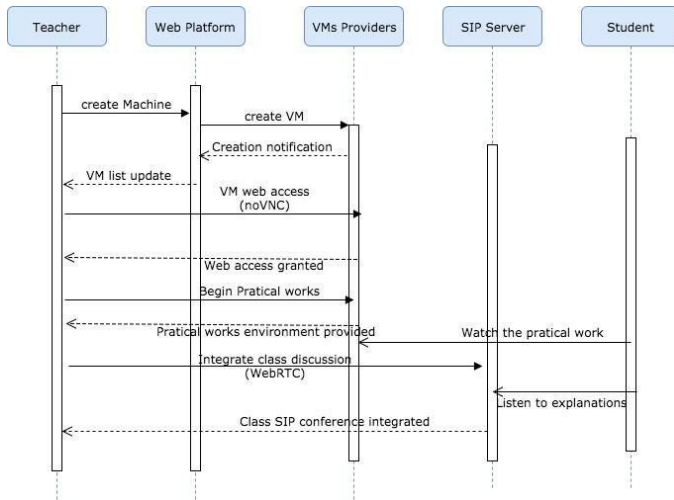 Teacher
Web Platform
VMs Providers
SIP Server
Student
create Machine
create VM
Creation notification
VM list update
VM web access
(noVNC)
Web access granted
Begin Pratical works
Pratical works environment provided
Watch the pratical work
Integrate class discussion
(WebRTC)
Listen to explanations
Class SIP conference integrated